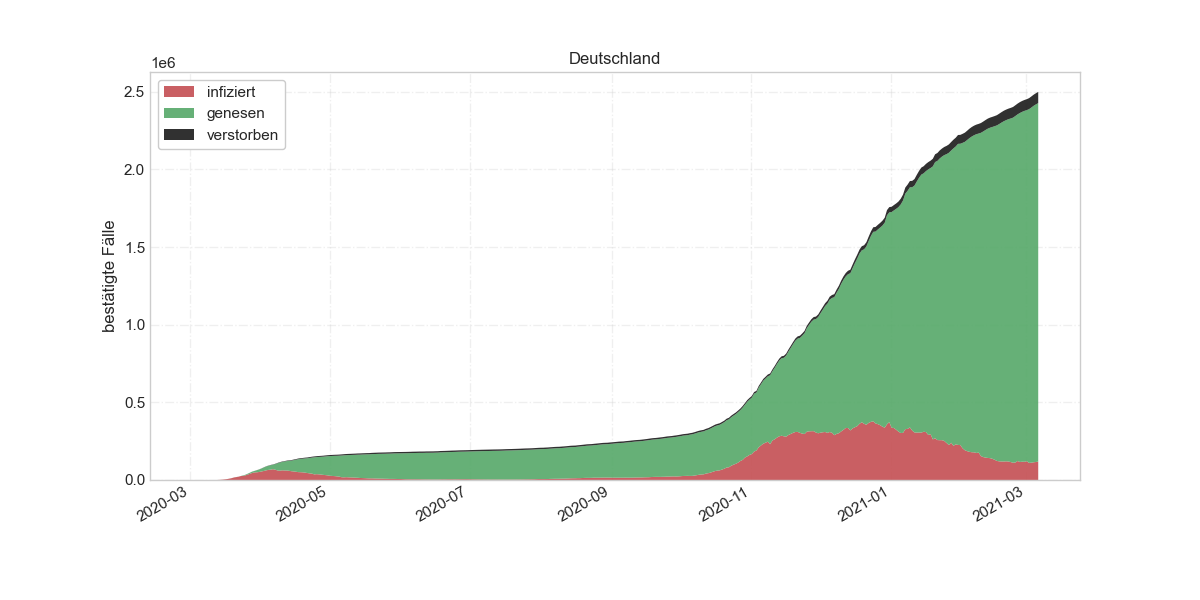 Deutschland
1e6
infiziert
genesen
verstorben
bestätigte Fälle
2.5
2.0
1.5
1.0
0.5
0.0
2020-03
2020-05
2020-07
2020-09
2020-11
2021-01
2021-03